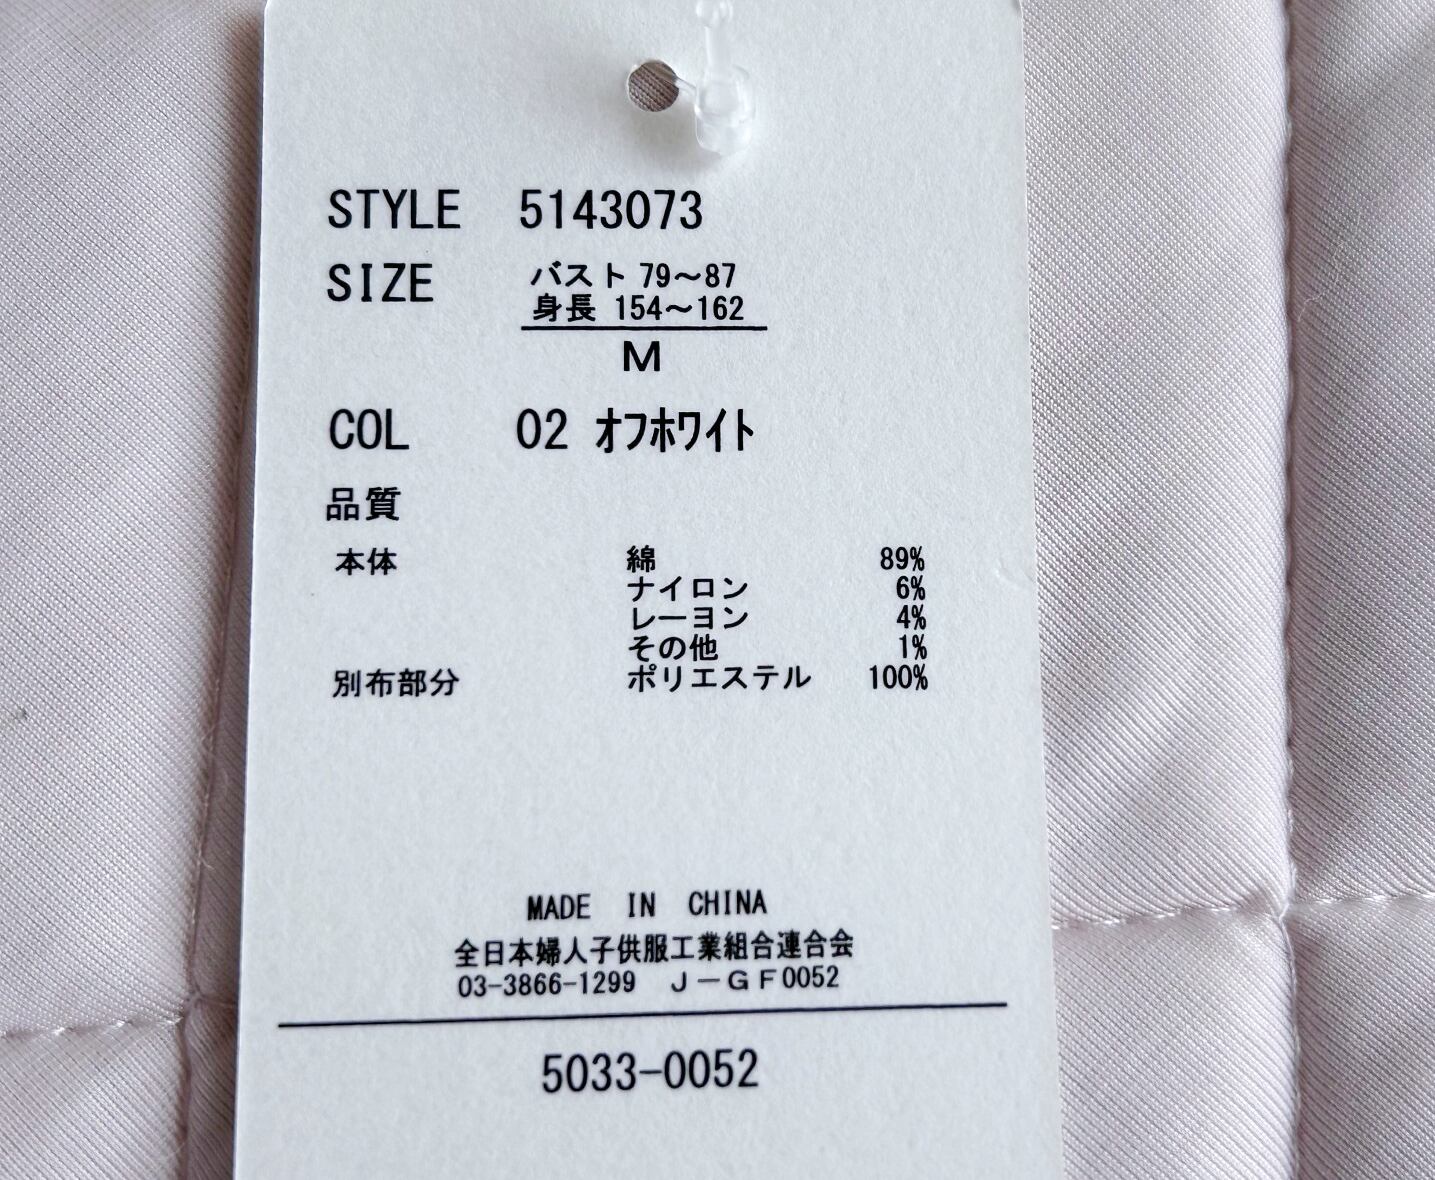 STYLE 5143073
SIZE バスト 79〜87
身長 154〜162
M
COL 02 ｵﾌﾎﾜｲﾄ
品質
本体 綿 89%
ナイロン 6%
レーヨン 4%
その他 1%
別布部分 ポリエステル 100%
MADE IN CHINA
全日本婦人子供服工業組合連合会
03-3866-1299 J－GF0052
5033-0052